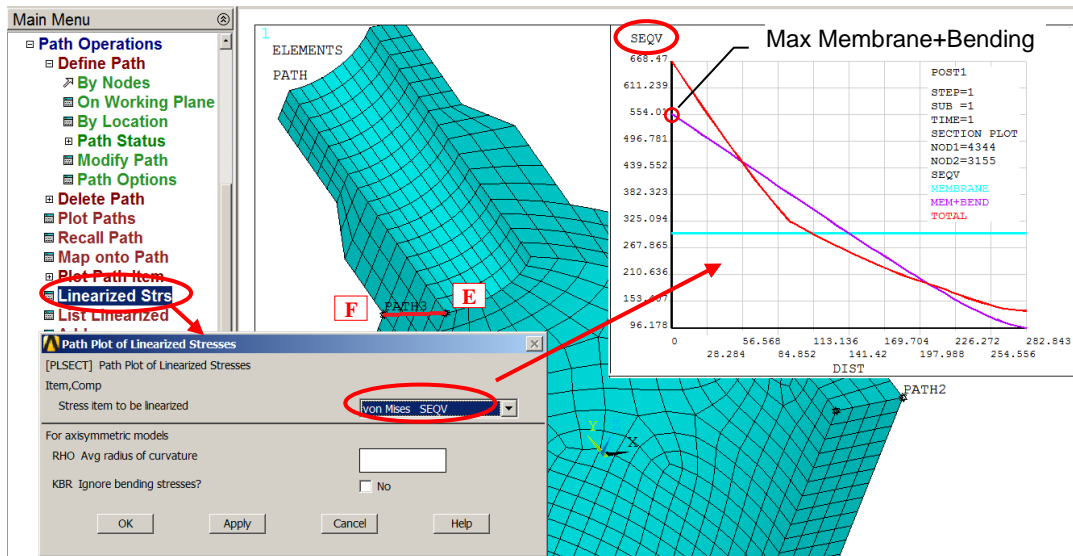 Main Menu
Path Operations
Define Path
By Nodes
On Working Plane
By Location
Path Status
Modify Path
Path Options
Delete Path
Plot Paths
Recall Path
Map onto Path
Plot Path Item
Linearized Strs
List Linearized
1
ELEMENTS
PATH
F
PATH3
E
PATH2
Y
X
SEQV
Max Membrane+Bending
668.47
611.239
554.01
496.781
439.552
382.323
325.094
267.865
210.636
96.178
POST1
STEP=1
SUB =1
TIME=1
SECTION PLOT
NOD1=4344
NOD2=3155
SEQV
MEMBRANE
MEM+BEND
TOTAL
0 56.568 113.136 169.704 226.272 282.843
28.284 84.852 141.42 197.988 254.556
DIST
Path Plot of Linearized Stresses
[PLSECT] Path Plot of Linearized Stresses
Item,Comp
Stress item to be linearized
von Mises SEQV
For axisymmetric models
RHO Avg radius of curvature
KBR Ignore bending stresses?
No
OK Apply Cancel Help